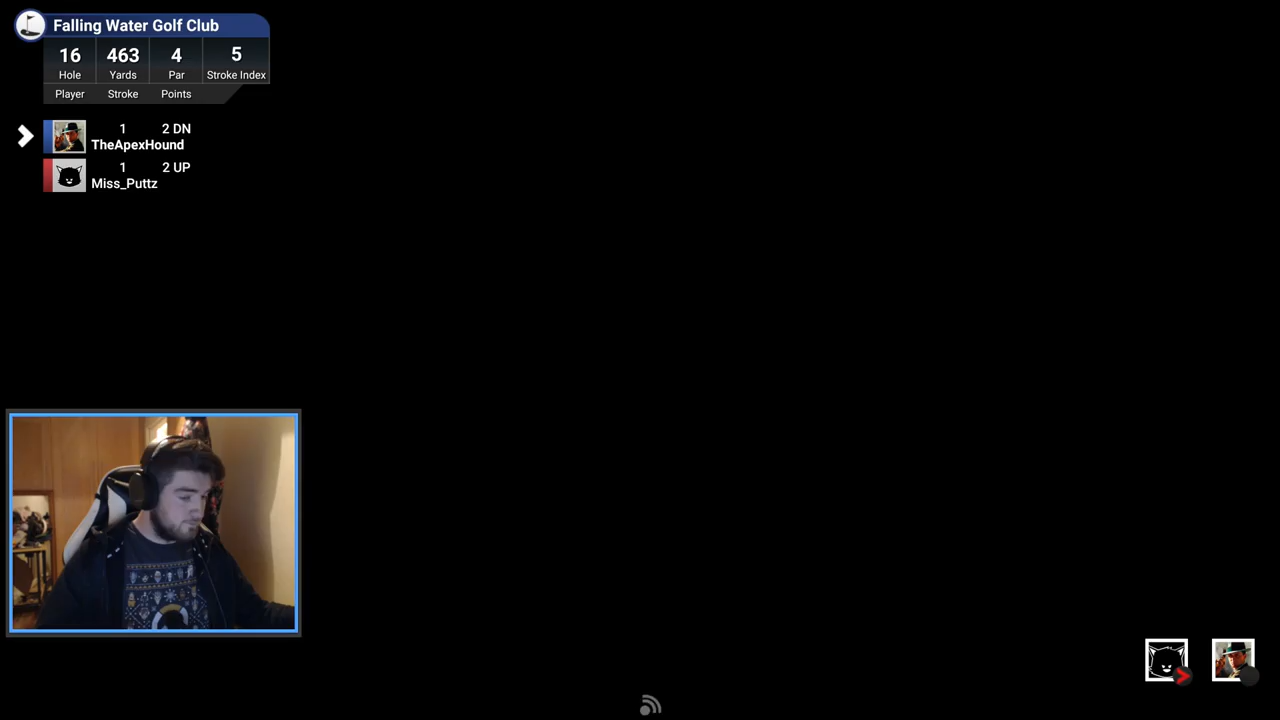 Falling Water Golf Club
16 463 4 5
Hole Yards Par Stroke Index
Player Stroke Points
1 2 DN
TheApexHound
1 2 UP
Miss_Puttz